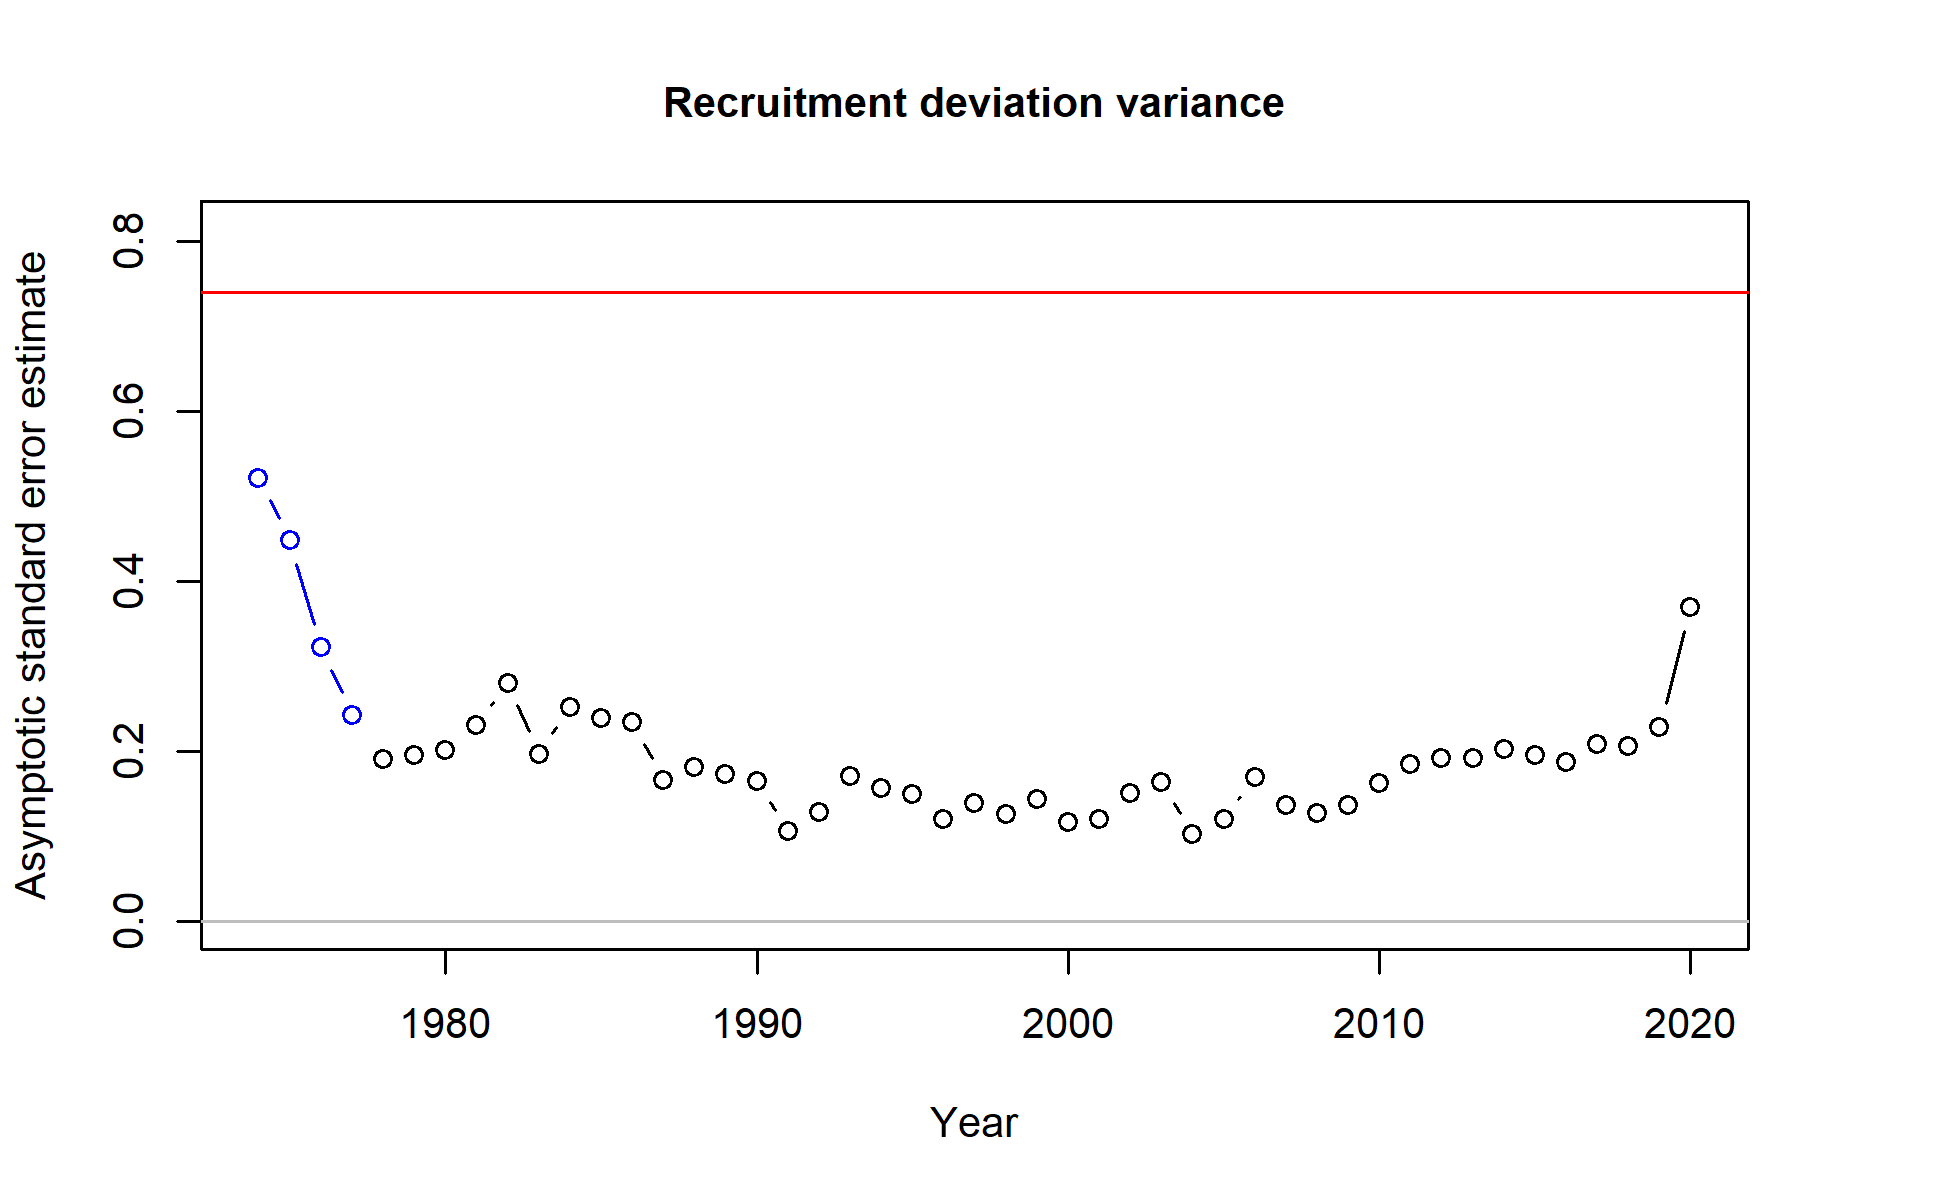 Recruitment deviation variance
Asymptotic standard error estimate
0.8
0.6
0.4
0.2
0.0
1980 1990 2000 2010 2020
Year